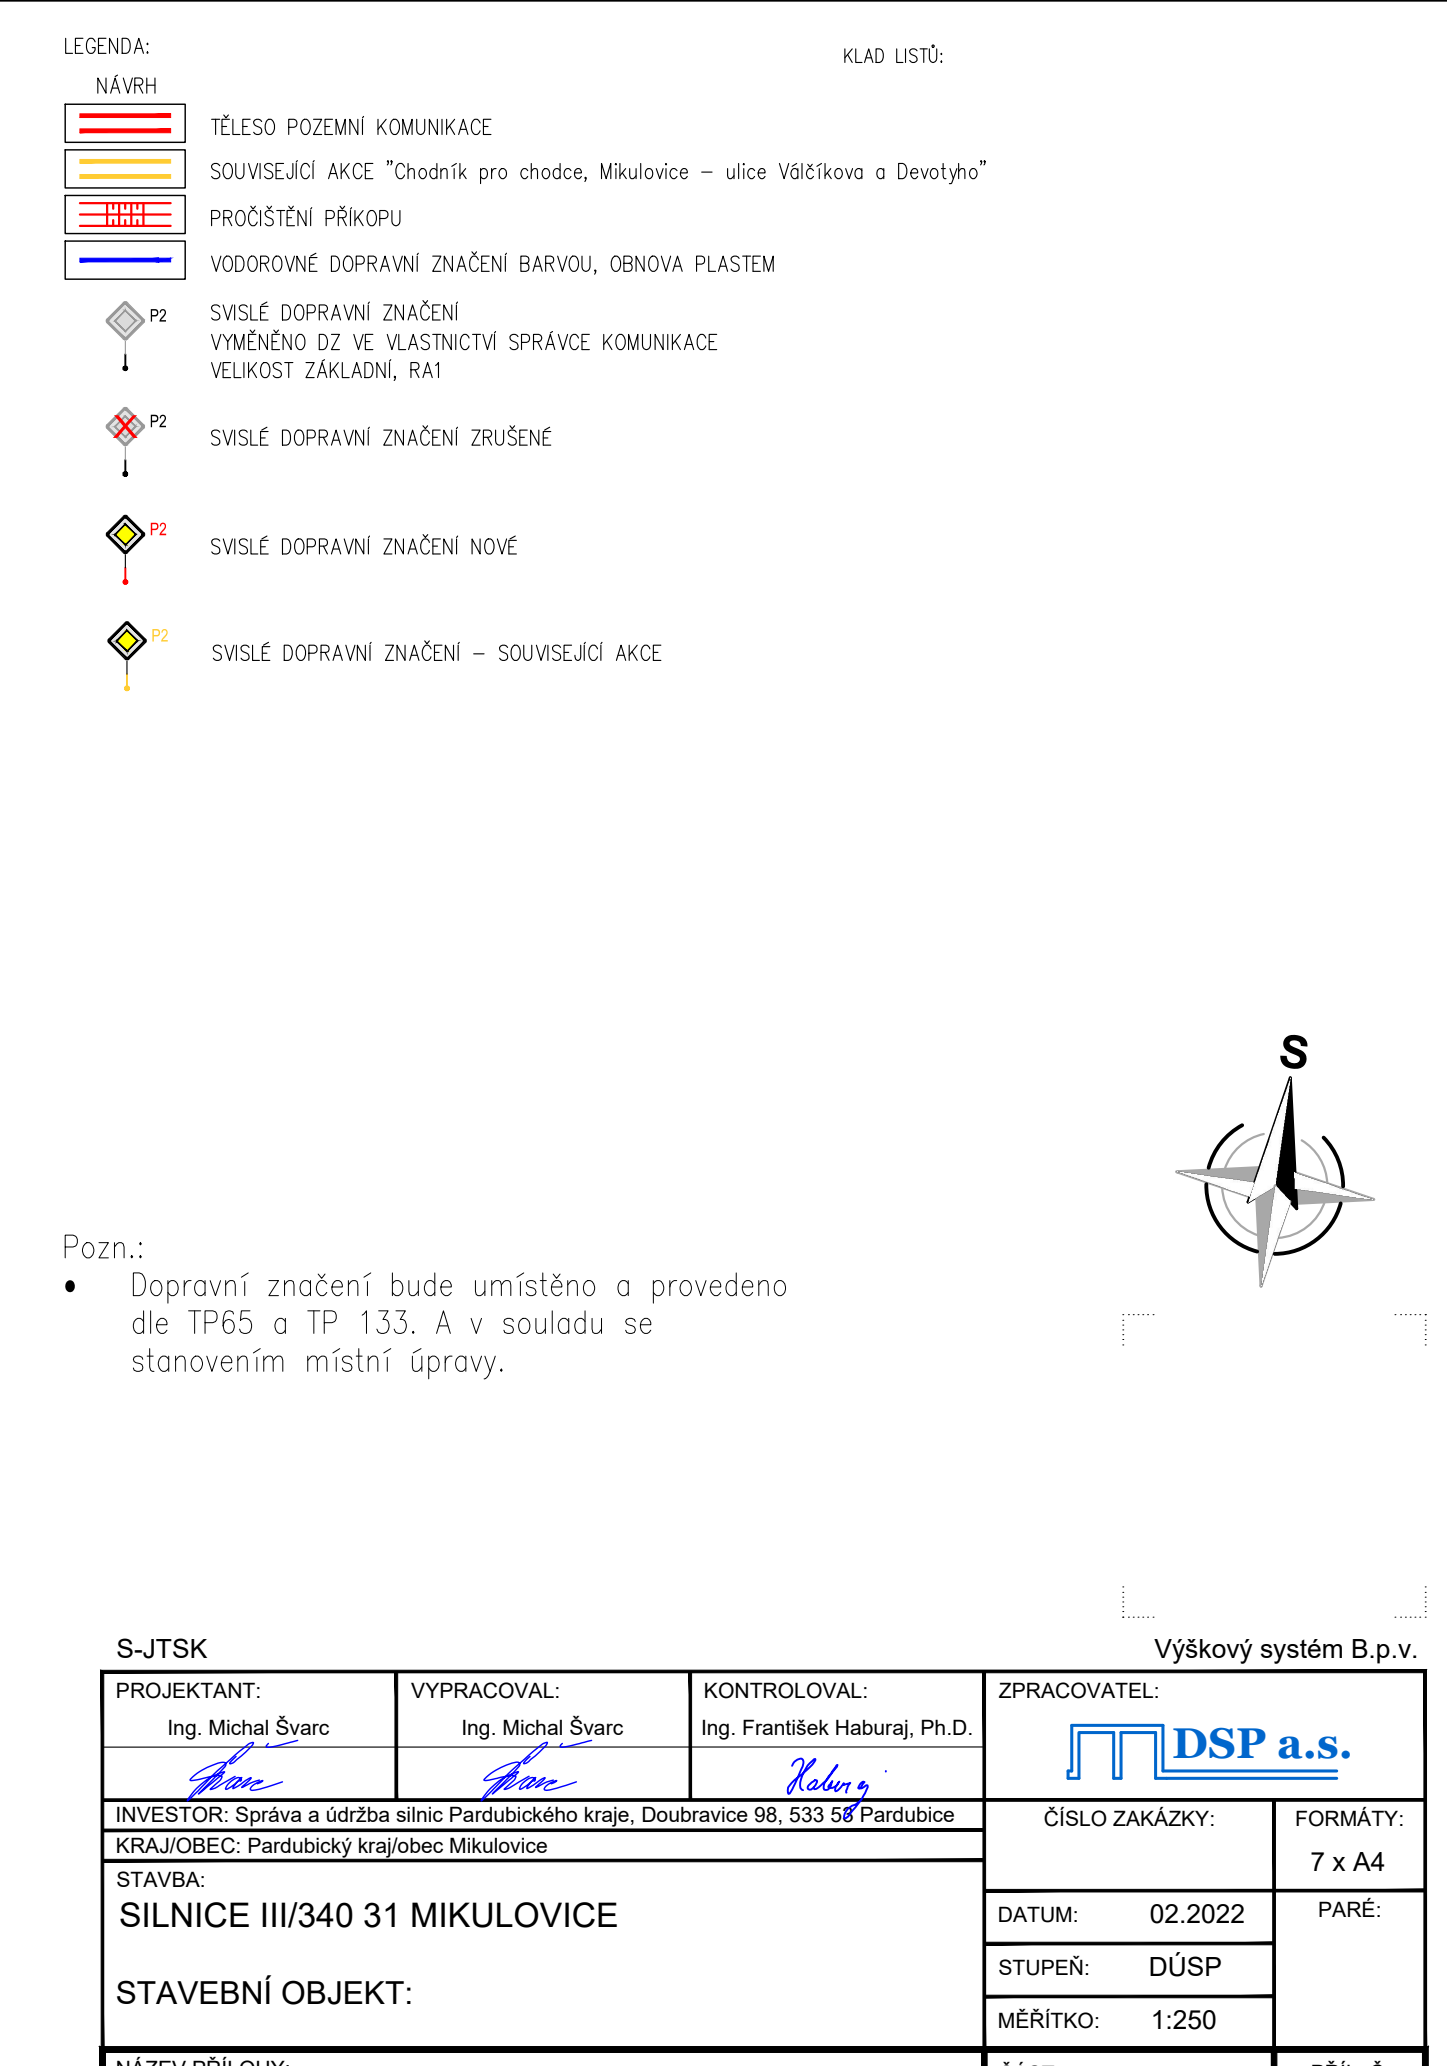 LEGENDA:
KLAD LISTŮ:
NÁVRH
TĚLESO POZEMNÍ KOMUNIKACE
SOUVISEJÍCÍ AKCE "Chodník pro chodce, Mikulovice – ulice Válčíkova a Devotyho"
PROČIŠTĚNÍ PŘÍKOPU
VODOROVNÉ DOPRAVNÍ ZNAČENÍ BARVOU, OBNOVA PLASTEM
P2
SVISLÉ DOPRAVNÍ ZNAČENÍ
VYMĚNĚNO DZ VE VLASTNICTVÍ SPRÁVCE KOMUNIKACE
VELIKOST ZÁKLADNÍ, RA1
P2
SVISLÉ DOPRAVNÍ ZNAČENÍ ZRUŠENÉ
P2
SVISLÉ DOPRAVNÍ ZNAČENÍ NOVÉ
P2
SVISLÉ DOPRAVNÍ ZNAČENÍ – SOUVISEJÍCÍ AKCE
S
Pozn.:
• Dopravní značení bude umístěno a provedeno
dle TP65 a TP 133. A v souladu se
stanovením místní úpravy.
S-JTSK
Výškový systém B.p.v.
PROJEKTANT:
Ing. Michal Švarc
VYPRACOVAL:
Ing. Michal Švarc
KONTROLOVAL:
Ing. František Haburaj, Ph.D.
ZPRACOVATEL:
DSP a.s.
INVESTOR: Správa a údržba silnic Pardubického kraje, Doubravice 98, 533 53 Pardubice
KRAJ/OBEC: Pardubický kraj/obec Mikulovice
STAVBA:
SILNICE III/340 31 MIKULOVICE
STAVEBNÍ OBJEKT:
ČÍSLO ZAKÁZKY:
FORMÁTY:
7 x A4
DATUM: 02.2022
PARÉ:
STUPEŇ: DÚSP
MĚŘÍTKO: 1:250
NÁZEV PŘÍLOHY: